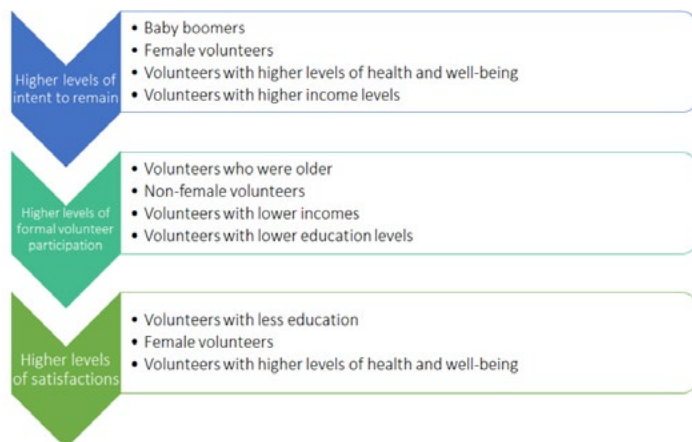 Higher levels of
intent to remain
• Baby boomers
• Female volunteers
• Volunteers with higher levels of health and well-being
• Volunteers with higher income levels
Higher levels of
formal volunteer
participation
• Volunteers who were older
• Non-female volunteers
• Volunteers with lower incomes
• Volunteers with lower education levels
Higher levels
of satisfactions
• Volunteers with less education
• Female volunteers
• Volunteers with higher levels of health and well-being